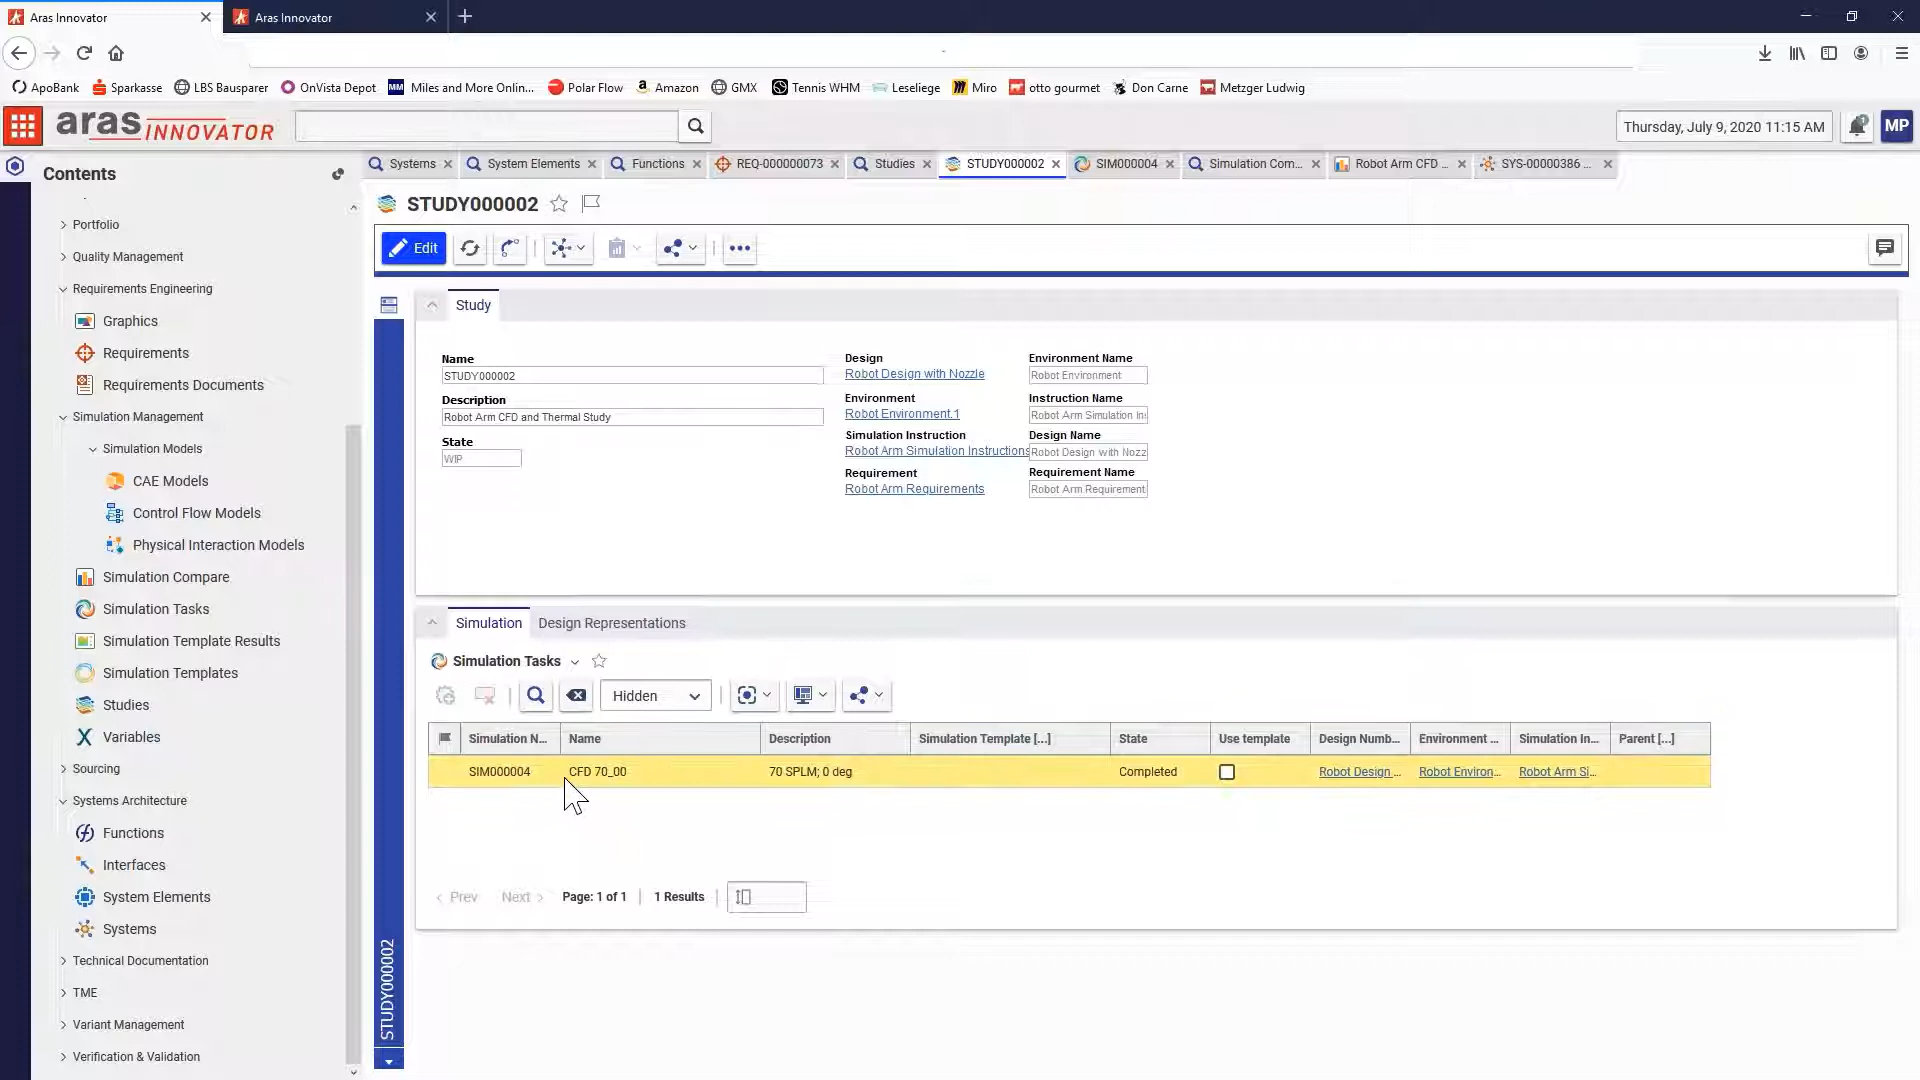 Aras Innovator
Aras Innovator
ApoBank
Sparkasse
LBS Bausparer
OnVista Depot
MM
Miles and More Onlin...
Polar Flow
Amazon
GMX
Tennis WHM
Leseliege
Miro
otto gourmet
Don Carne
Metzger Ludwig
aras INNOVATOR
Thursday, July 9, 2020 11:15 AM
1
MP
Contents
Systems
System Elements
Functions
REQ-000000073
Studies
STUDY000002
SIM000004
Simulation Com...
Robot Arm CFD ...
SYS-00000386 ...
Portfolio
Quality Management
Requirements Engineering
Graphics
Requirements
Requirements Documents
Simulation Management
Simulation Models
CAE Models
Control Flow Models
Physical Interaction Models
Simulation Compare
Simulation Tasks
Simulation Template Results
Simulation Templates
Studies
Variables
Sourcing
Systems Architecture
Functions
Interfaces
System Elements
Systems
Technical Documentation
TME
Variant Management
Verification & Validation
STUDY000002
Edit
STUDY000002
Study
Name
STUDY000002
Description
Robot Arm CFD and Thermal Study
State
WIP
Design
Robot Design with Nozzle
Environment
Robot Environment.1
Simulation Instruction
Robot Arm Simulation Instructions
Requirement
Robot Arm Requirements
Environment Name
Robot Environment
Instruction Name
Robot Arm Simulation In
Design Name
Robot Design with Nozz
Requirement Name
Robot Arm Requirement
Simulation
Design Representations
Simulation Tasks
Hidden
Simulation N... Name Description Simulation Template [...] State Use template Design Numb... Environment ... Simulation In... Parent [...]
SIM000004 CFD 70_00 70 SPLM; 0 deg Completed Robot Design ... Robot Environ... Robot Arm Si...
Prev Next Page: 1 of 1 1 Results